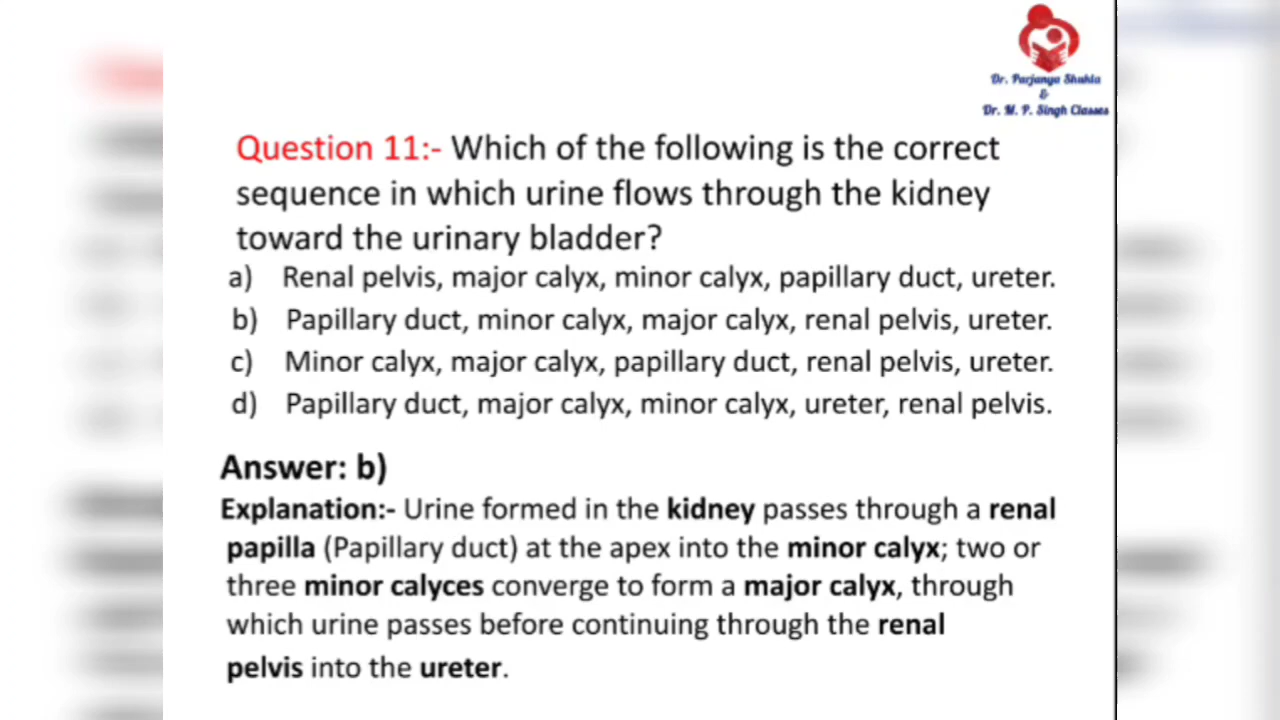 Dr. Parjanya Shukla
&
Dr. M. P. Singh Classes
Question 11:- Which of the following is the correct
sequence in which urine flows through the kidney
toward the urinary bladder?
a) Renal pelvis, major calyx, minor calyx, papillary duct, ureter.
b) Papillary duct, minor calyx, major calyx, renal pelvis, ureter.
c) Minor calyx, major calyx, papillary duct, renal pelvis, ureter.
d) Papillary duct, major calyx, minor calyx, ureter, renal pelvis.
Answer: b)
Explanation:- Urine formed in the kidney passes through a renal
papilla (Papillary duct) at the apex into the minor calyx; two or
three minor calyces converge to form a major calyx, through
which urine passes before continuing through the renal
pelvis into the ureter.